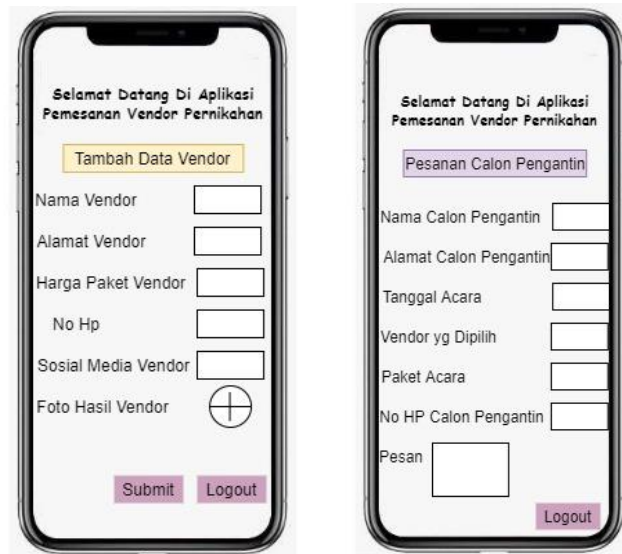 Selamat Datang Di Aplikasi
Pemesanan Vendor Pernikahan
Tambah Data Vendor
Nama Vendor
Alamat Vendor
Harga Paket Vendor
No Hp
Sosial Media Vendor
Foto Hasil Vendor
Submit
Logout
Selamat Datang Di Aplikasi
Pemesanan Vendor Pernikahan
Pesanan Calon Pengantin
Nama Calon Pengantin
Alamat Calon Pengantin
Tanggal Acara
Vendor yg Dipilih
Paket Acara
No HP Calon Pengantin
Pesan
Logout